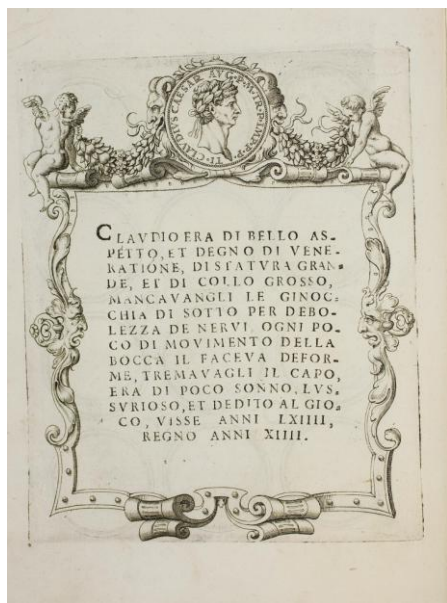 TI. CLAVDIVS CAESAR AVG. P. M. TR. P. IMP. P. P.
CLAVDIO ERA DI BELLO AS-
PETTO, ET DEGNO DI VENE-
RATIONE, DI STATVRA GRAN-
DE, ET DI COLLO GROSSO,
MANCAVANGLI LE GINOC-
CHIA DI SOTTO PER DEBO-
LEZZA DE NERVI, OGNI PO-
CO DI MOVIMENTO DELLA
BOCCA IL FACEVA DEFOR-
ME, TREMAVAGLI IL CAPO,
ERA DI POCO SONNO, LVS-
SVRIOSO, ET DEDITO AL GIO-
CO, VISSE ANNI LXIIII,
REGNO ANNI XIIII.